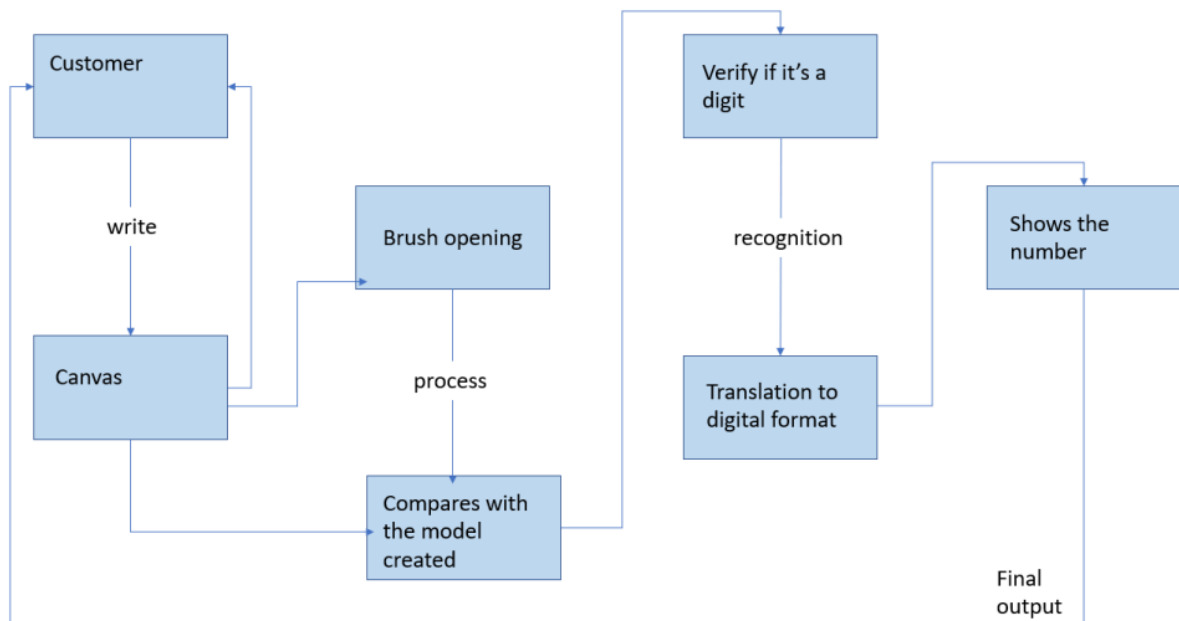 Customer
write
Canvas
Brush opening
process
Compares with
the model
created
Verify if it’s a
digit
recognition
Translation to
digital format
Shows the
number
Final
output